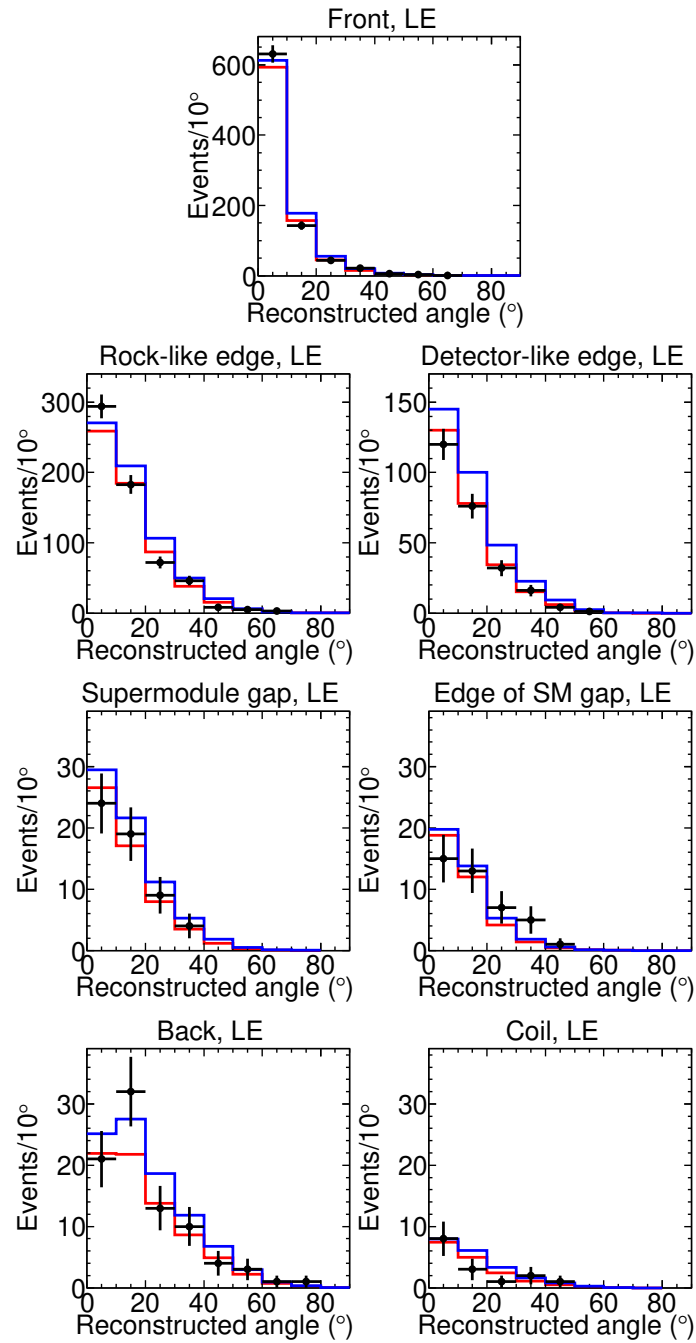 Front, LE
Events/10°
600
400
200
0
0 20 40 60 80
Reconstructed angle (°)
Rock-like edge, LE
Events/10°
300
200
100
0
0 20 40 60 80
Reconstructed angle (°)
Detector-like edge, LE
Events/10°
150
100
50
0
0 20 40 60 80
Reconstructed angle (°)
Supermodule gap, LE
Events/10°
30
20
10
0
0 20 40 60 80
Reconstructed angle (°)
Edge of SM gap, LE
Events/10°
30
20
10
0
0 20 40 60 80
Reconstructed angle (°)
Back, LE
Events/10°
30
20
10
0
0 20 40 60 80
Reconstructed angle (°)
Coil, LE
Events/10°
30
20
10
0
0 20 40 60 80
Reconstructed angle (°)